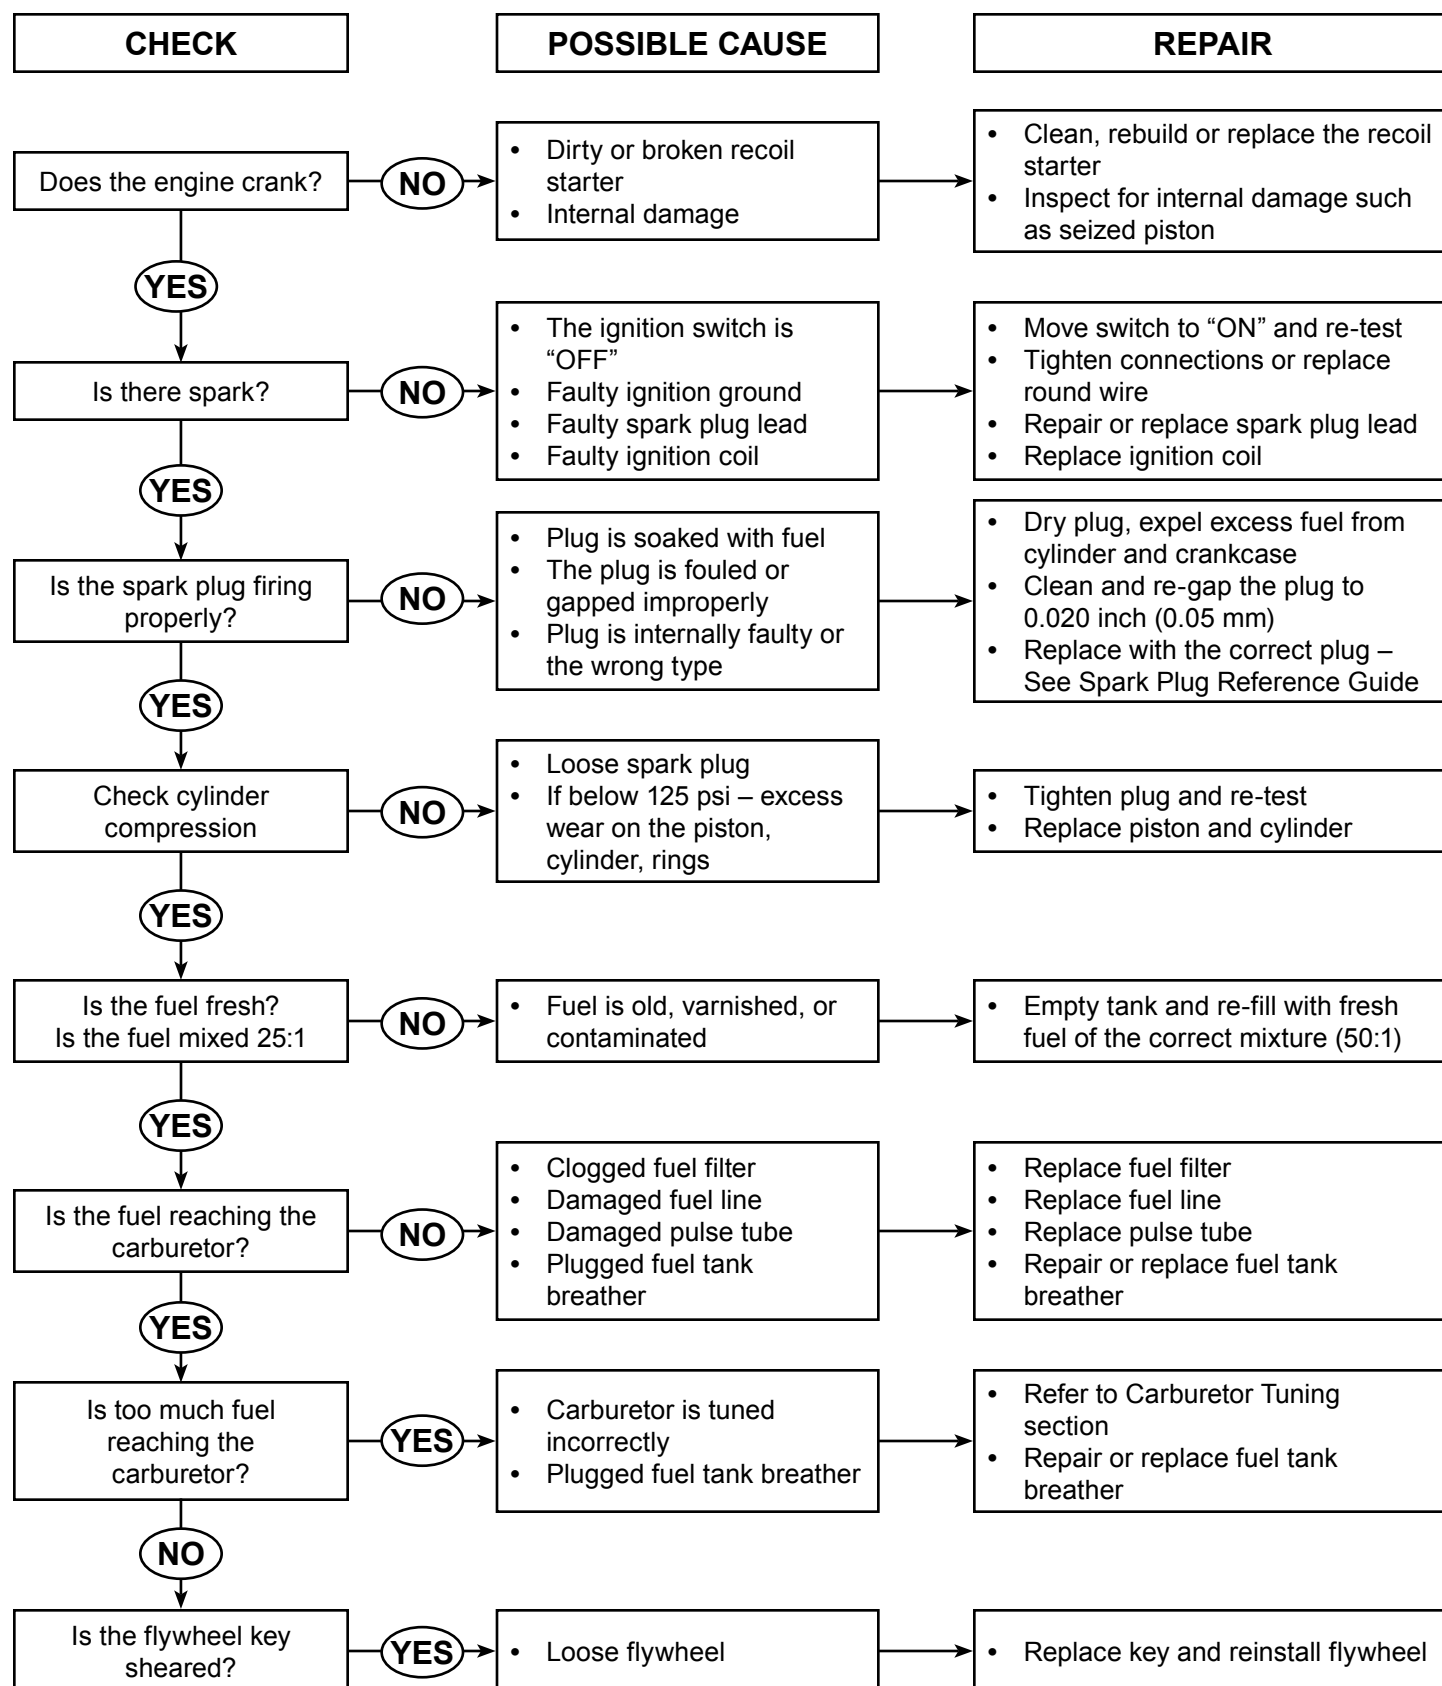 CHECK
POSSIBLE CAUSE
REPAIR
Does the engine crank?
NO
• Dirty or broken recoil
starter
• Internal damage
• Clean, rebuild or replace the recoil
starter
• Inspect for internal damage such
as seized piston
YES
Is there spark?
NO
• The ignition switch is
“OFF”
• Faulty ignition ground
• Faulty spark plug lead
• Faulty ignition coil
• Move switch to “ON” and re-test
• Tighten connections or replace
round wire
• Repair or replace spark plug lead
• Replace ignition coil
YES
Is the spark plug firing
properly?
NO
• Plug is soaked with fuel
• The plug is fouled or
gapped improperly
• Plug is internally faulty or
the wrong type
• Dry plug, expel excess fuel from
cylinder and crankcase
• Clean and re-gap the plug to
0.020 inch (0.05 mm)
• Replace with the correct plug –
See Spark Plug Reference Guide
YES
Check cylinder
compression
NO
• Loose spark plug
• If below 125 psi – excess
wear on the piston,
cylinder, rings
• Tighten plug and re-test
• Replace piston and cylinder
YES
Is the fuel fresh?
Is the fuel mixed 25:1
NO
• Fuel is old, varnished, or
contaminated
• Empty tank and re-fill with fresh
fuel of the correct mixture (50:1)
YES
Is the fuel reaching the
carburetor?
NO
• Clogged fuel filter
• Damaged fuel line
• Damaged pulse tube
• Plugged fuel tank
breather
• Replace fuel filter
• Replace fuel line
• Replace pulse tube
• Repair or replace fuel tank
breather
YES
Is too much fuel
reaching the
carburetor?
YES
• Carburetor is tuned
incorrectly
• Plugged fuel tank breather
• Refer to Carburetor Tuning
section
• Repair or replace fuel tank
breather
NO
Is the flywheel key
sheared?
YES
• Loose flywheel
• Replace key and reinstall flywheel